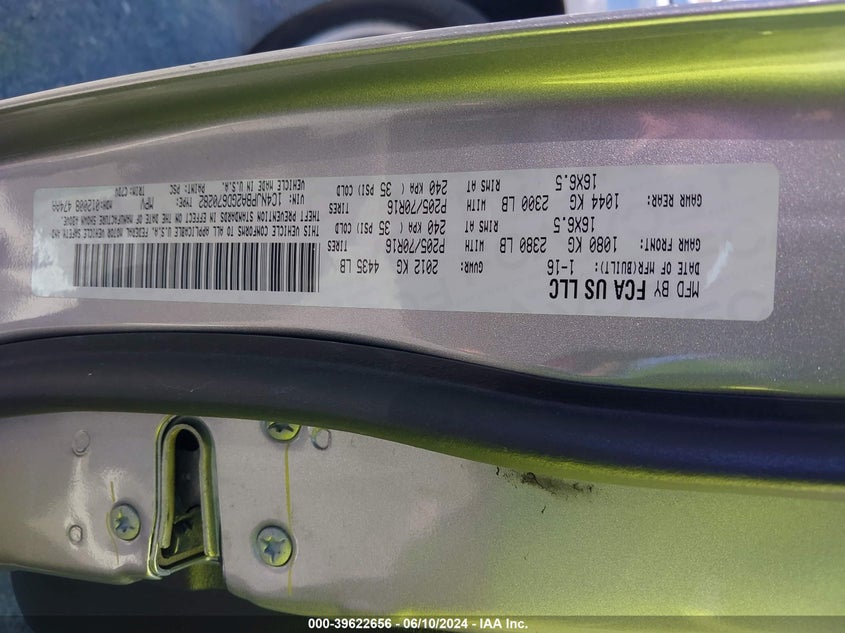 MFD BY FCA US LLC
DATE OF MFR(BUILT): 1-16 GVWR: 2012 KG 4435 LB
GAWR FRONT: 1080 KG 2380 LB WITH P205/70R16 TIRES
16X6.5 RIMS AT 240 KPA( 35 PSI) COLD
GAWR REAR: 1044 KG 2300 LB WITH P205/70R16 TIRES
16X6.5 RIMS AT 240 KPA( 35 PSI) COLD
THIS VEHICLE CONFORMS TO ALL APPLICABLE U.S.A. FEDERAL MOTOR VEHICLE SAFETY AND
THEFT PREVENTION STANDARDS IN EFFECT ON THE DATE OF MANUFACTURE SHOWN ABOVE
VIN: 1C4NJPBA2GD670282 TYPE: MPV MDH:012008 474AA
VEHICLE MADE IN U.S.A. PAINT: PSC TRIM:
000-39622656 - 06/10/2024 - IAA Inc.